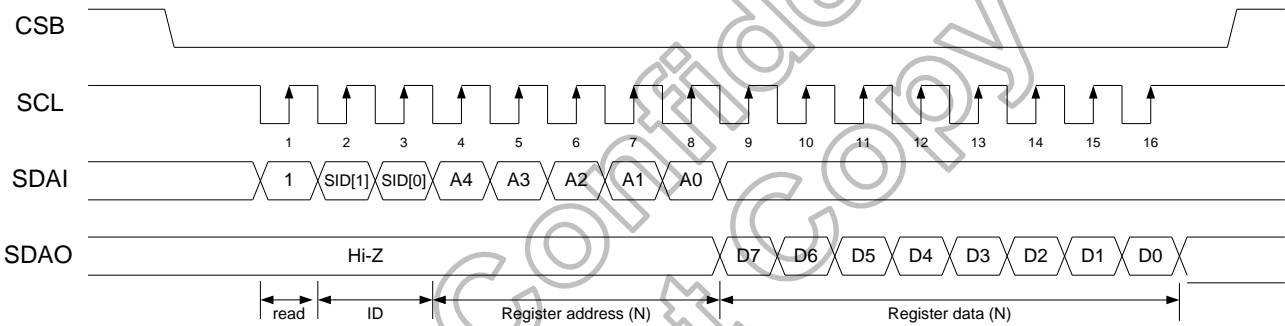 CSB
SCL
1 2 3 4 5 6 7 8 9 10 11 12 13 14 15 16
SDAI 1 SID[1] SID[0] A4 A3 A2 A1 A0
SDAO Hi-Z D7 D6 D5 D4 D3 D2 D1 D0
read ID Register address (N) Register data (N)
Confide
t Copy